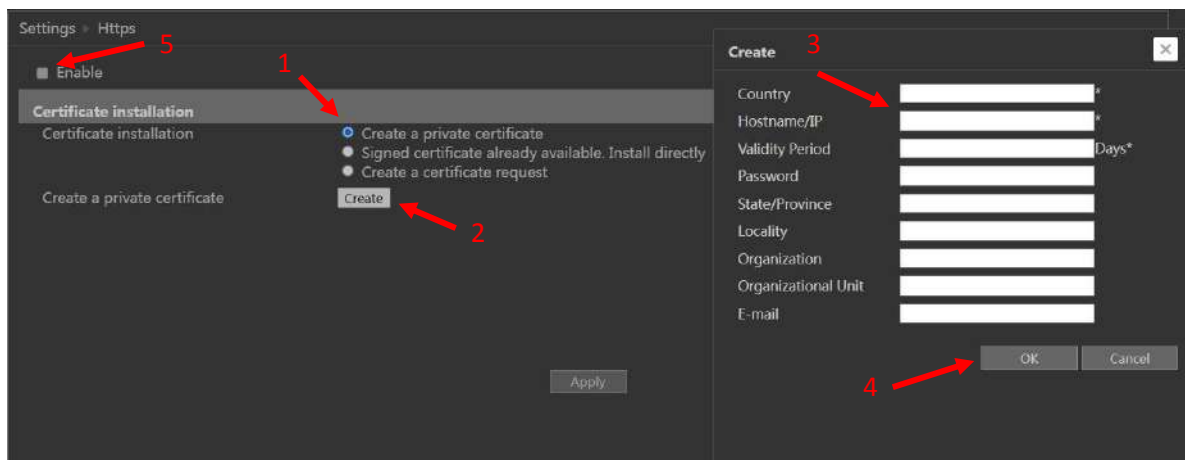 Settings Https
5
Enable
1
Certificate installation
Certificate installation
Create a private certificate
Signed certificate already available. Install directly
Create a certificate request
Create a private certificate
Create
2
Apply
Create
3
Country *
Hostname/IP *
Validity Period Days*
Password
State/Province
Locality
Organization
Organizational Unit
E-mail
OK Cancel
4